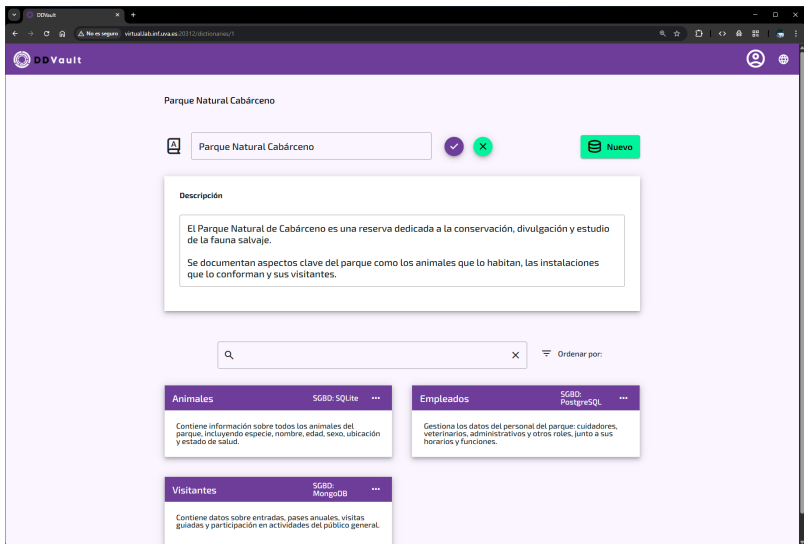 DDVault
No es seguro virtual.lab.inf.uva.es:20312/dictionaries/1
DDVault
Parque Natural Cabárceno
Parque Natural Cabárceno
Nuevo
Descripción
El Parque Natural de Cabárceno es una reserva dedicada a la conservación, divulgación y estudio
de la fauna salvaje.
Se documentan aspectos clave del parque como los animales que lo habitan, las instalaciones
que lo conforman y sus visitantes.
Ordenar por:
Animales
SGBD: SQLite
Contiene información sobre todos los animales del
parque, incluyendo especie, nombre, edad, sexo, ubicación
y estado de salud.
Empleados
SGBD:
PostgreSQL
Gestiona los datos del personal del parque: cuidadores,
veterinarios, administrativos y otros roles, junto a sus
horarios y funciones.
Visitantes
SGBD:
MongoDB
Contiene datos sobre entradas, pases anuales, visitas
guiadas y participación en actividades del público general.